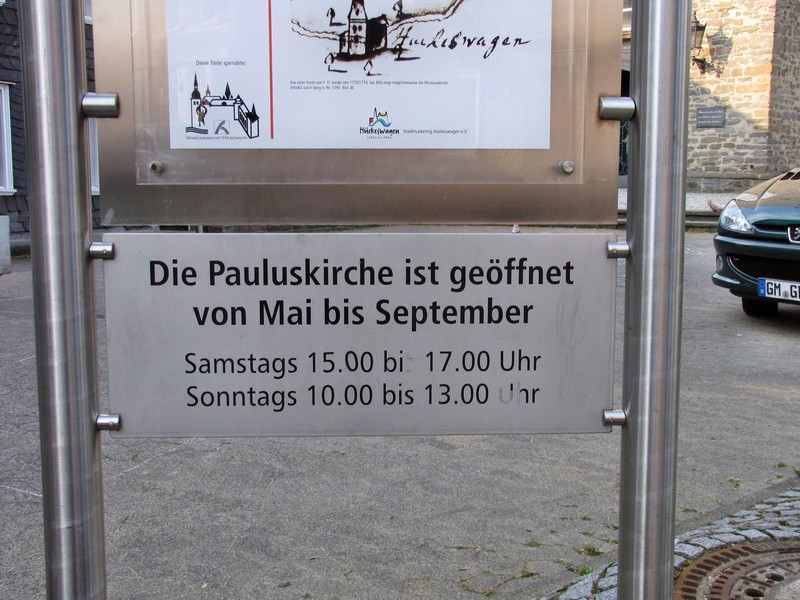 Hückeswagen
Diese Stele spendete:
Hückeswagen
Stadtmarketing Hückeswagen e.V.
Die Pauluskirche ist geöffnet
von Mai bis September
Samstags 15.00 bi 17.00 Uhr
Sonntags 10.00 bis 13.00 Uhr
GM